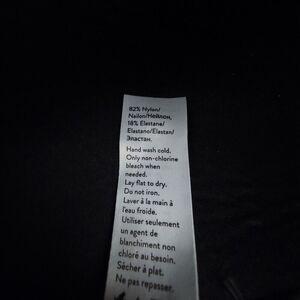 82% Nylon/
Nailon/Нейлон,
18% Elastane/
Elastano/Elastan/
Эластан.
Hand wash cold.
Only non-chlorine
bleach when
needed.
Lay flat to dry.
Do not iron.
Laver à la main à
l'eau froide.
Utiliser seulement
un agent de
blanchiment non
chloré au besoin.
Sécher à plat.
Ne pas repasser.